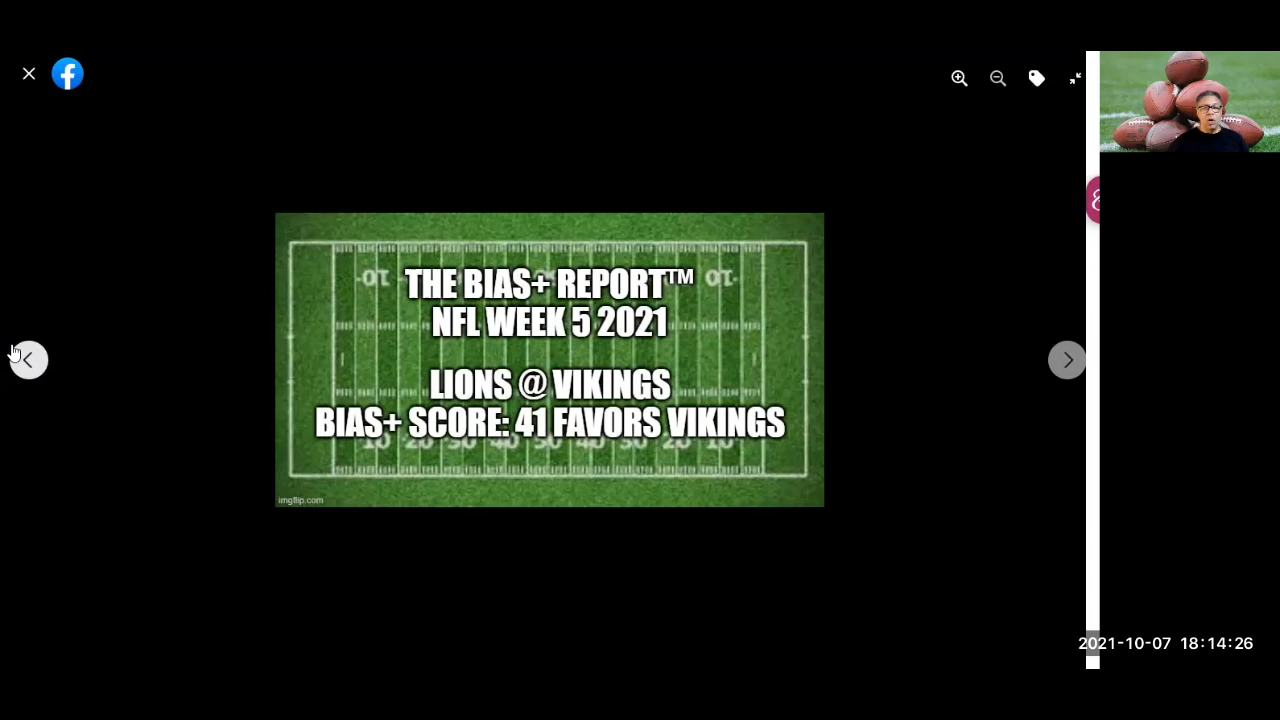 THE BIAS+ REPORT™
NFL WEEK 5 2021
LIONS @ VIKINGS
BIAS+ SCORE: 41 FAVORS VIKINGS
imgflip.com
2021-10-07 18:14:26